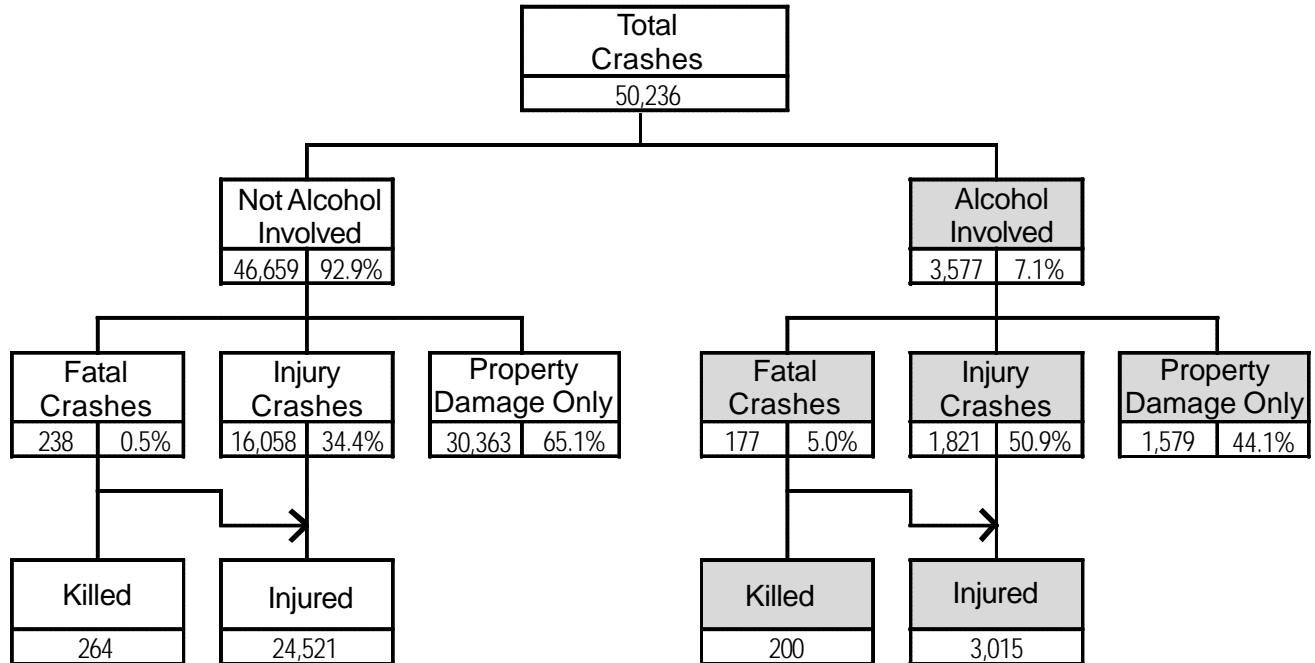 Total
Crashes
50,236
Not Alcohol
Involved
46,659 92.9%
Alcohol
Involved
3,577 7.1%
Fatal
Crashes
238 0.5%
Injury
Crashes
16,058 34.4%
Property
Damage Only
30,363 65.1%
Fatal
Crashes
177 5.0%
Injury
Crashes
1,821 50.9%
Property
Damage Only
1,579 44.1%
Killed
264
Injured
24,521
Killed
200
Injured
3,015